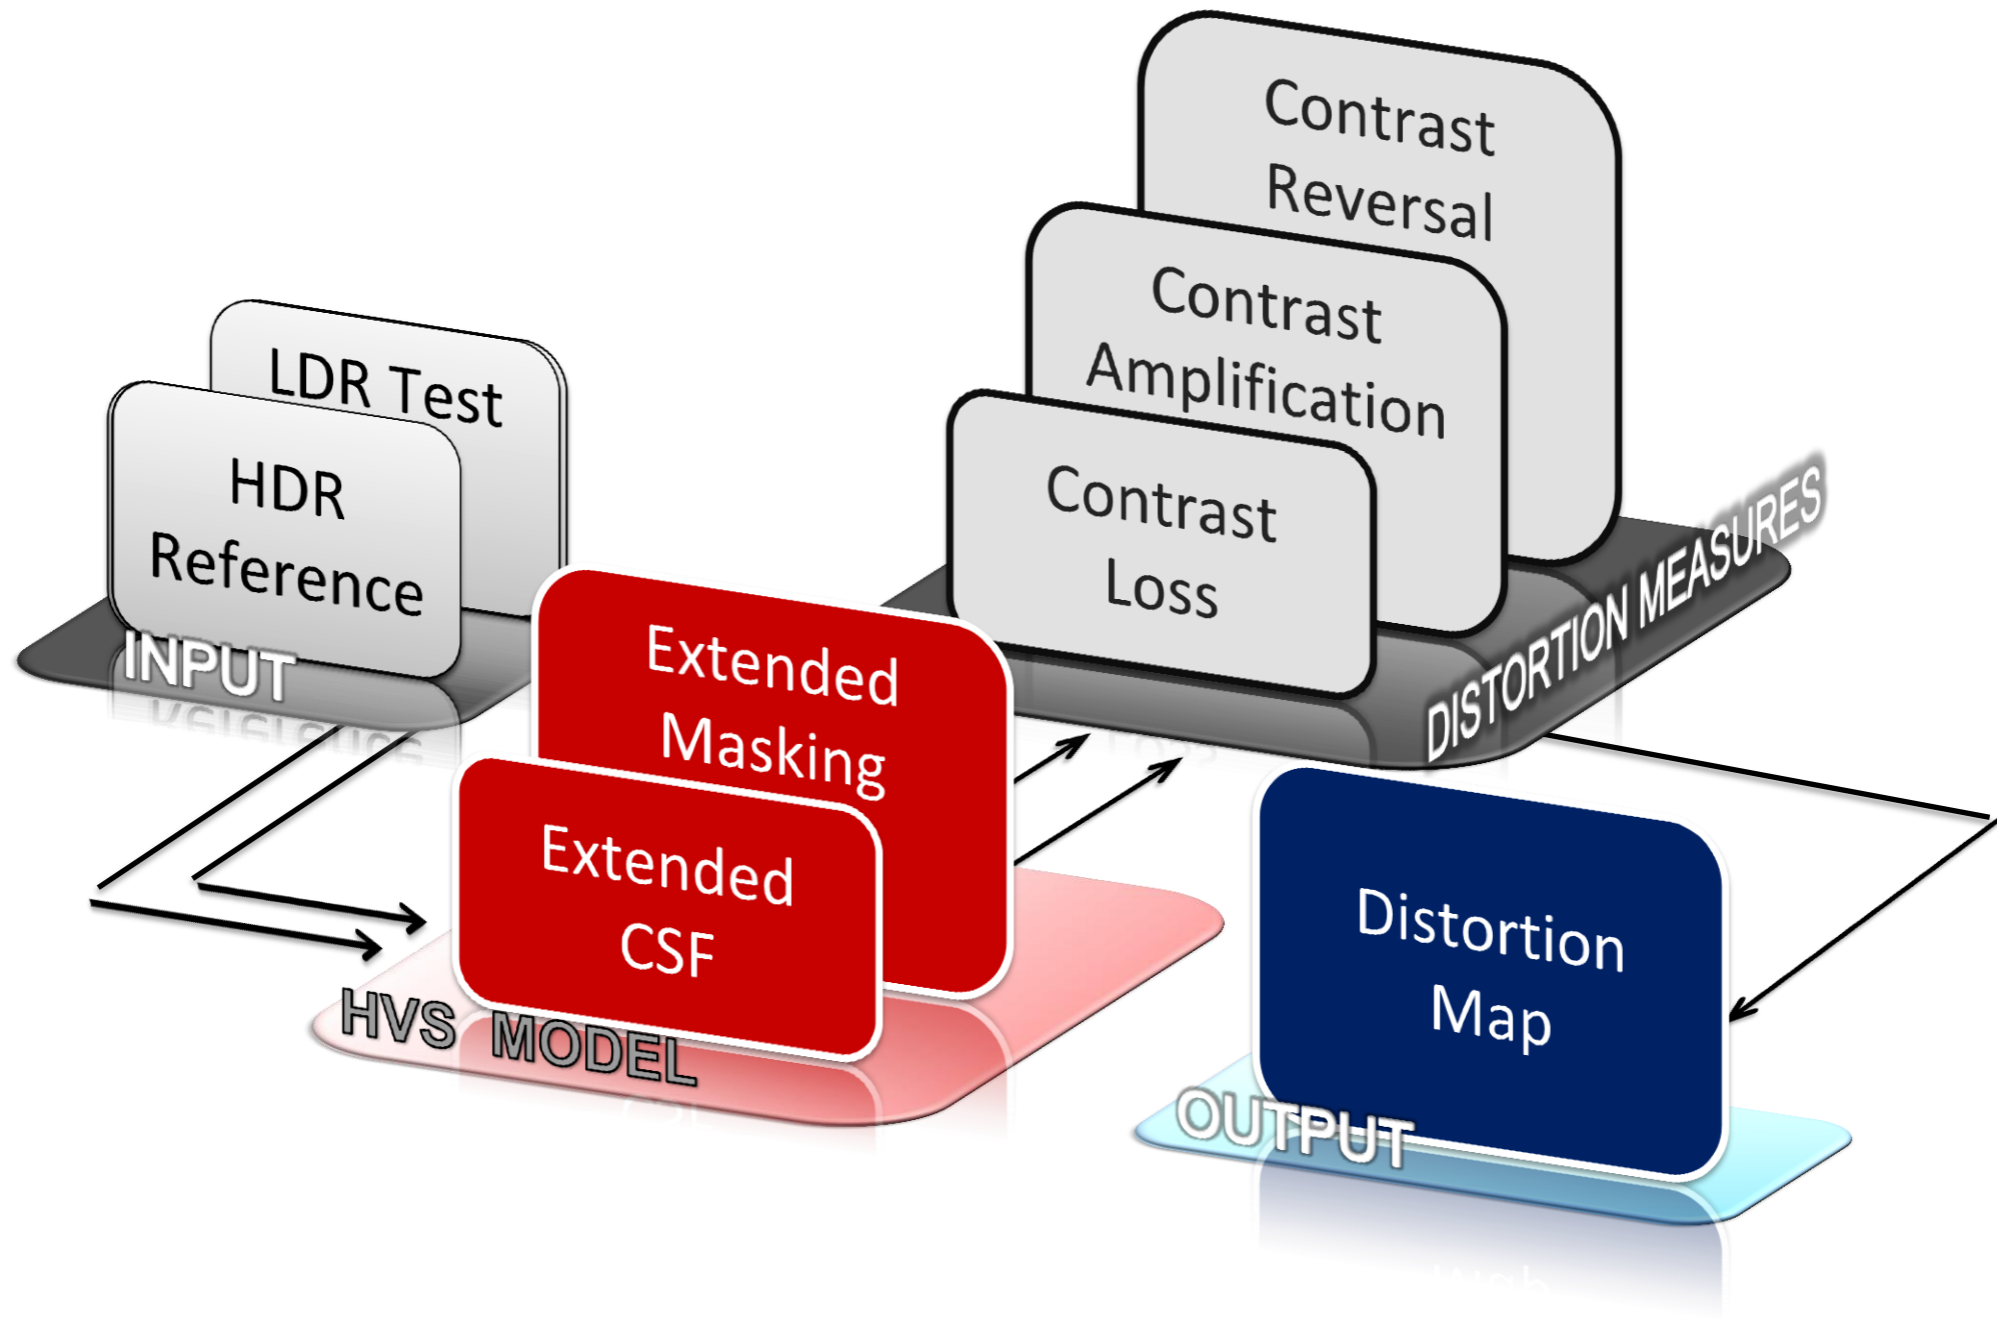 LDR Test
HDR
Reference
INPUT
Extended
Masking
Extended
CSF
HVS MODEL
Contrast
Reversal
Contrast
Amplification
Contrast
Loss
DISTORTION MEASURES
Distortion
Map
OUTPUT